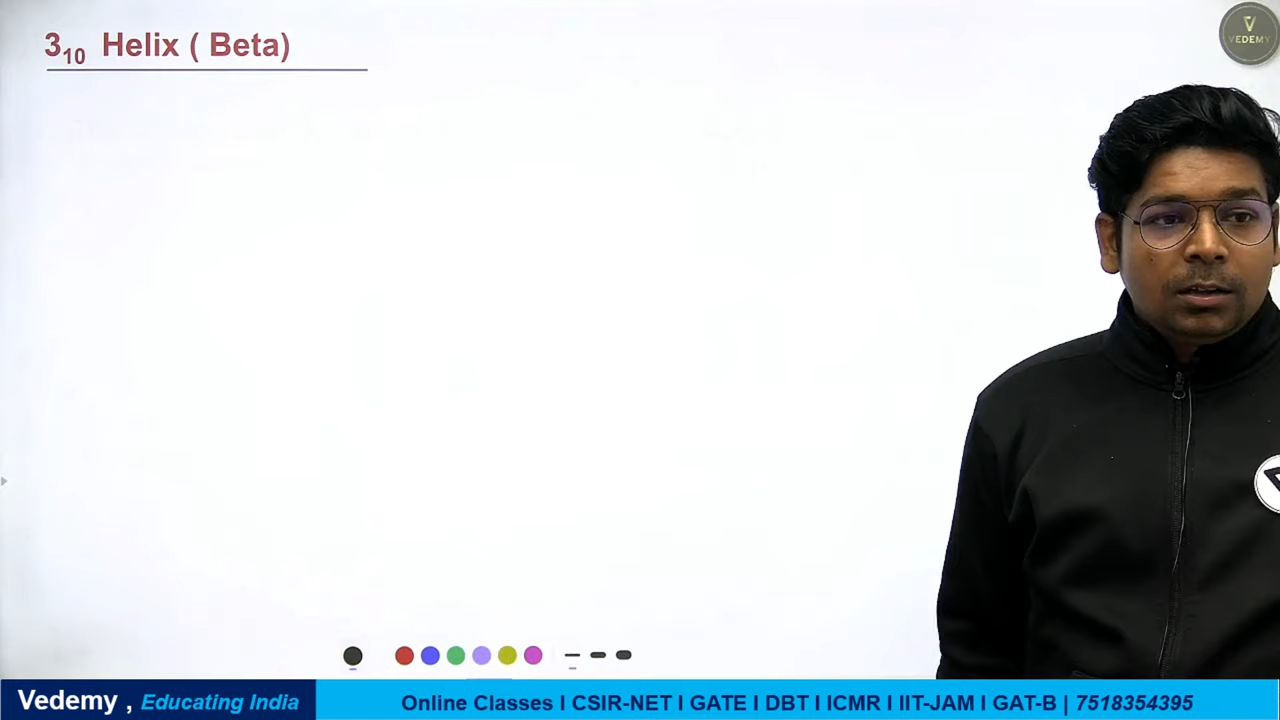 3₁₀ Helix ( Beta)
V
VEDEMY
Vedemy , Educating India
Online Classes I CSIR-NET I GATE I DBT I ICMR I IIT-JAM I GAT-B | 7518354395